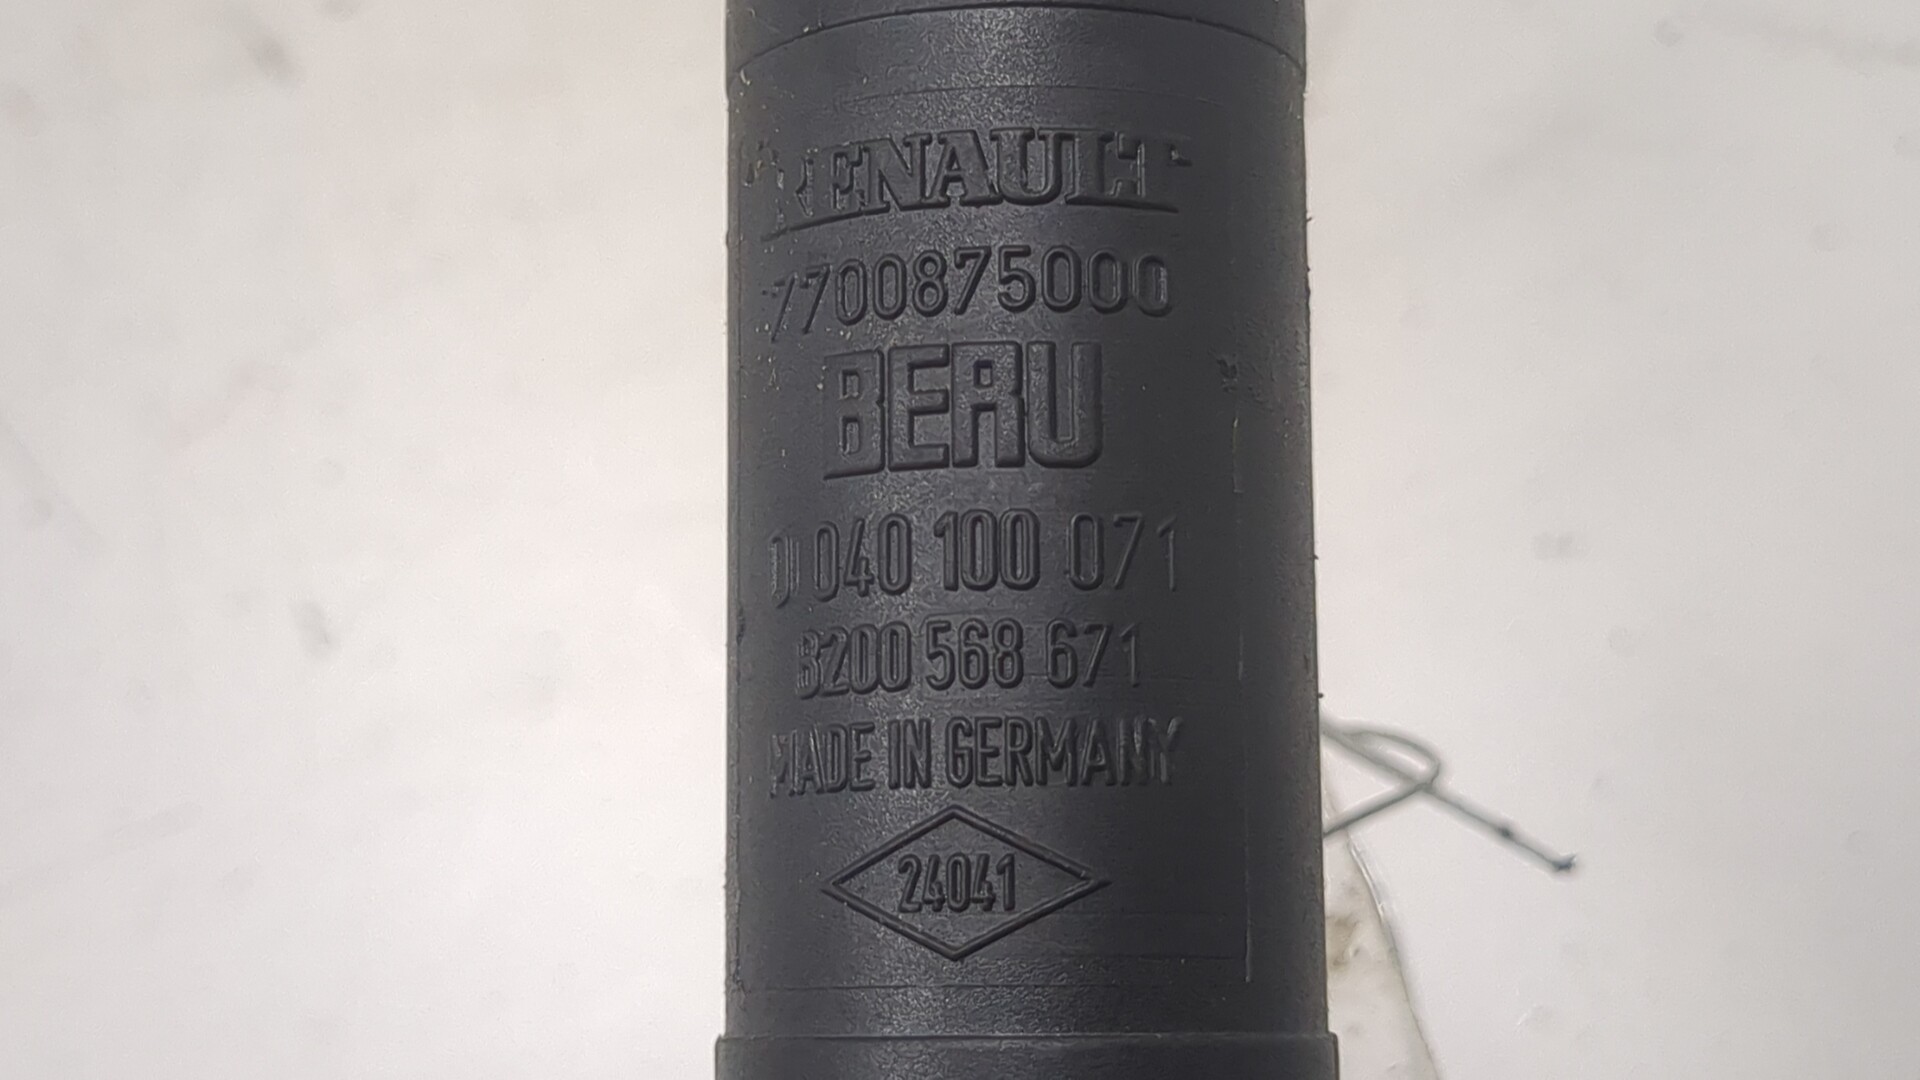 RENAULT
7700875000
BERU
0 040 100 071
8200 568 671
MADE IN GERMANY
24041